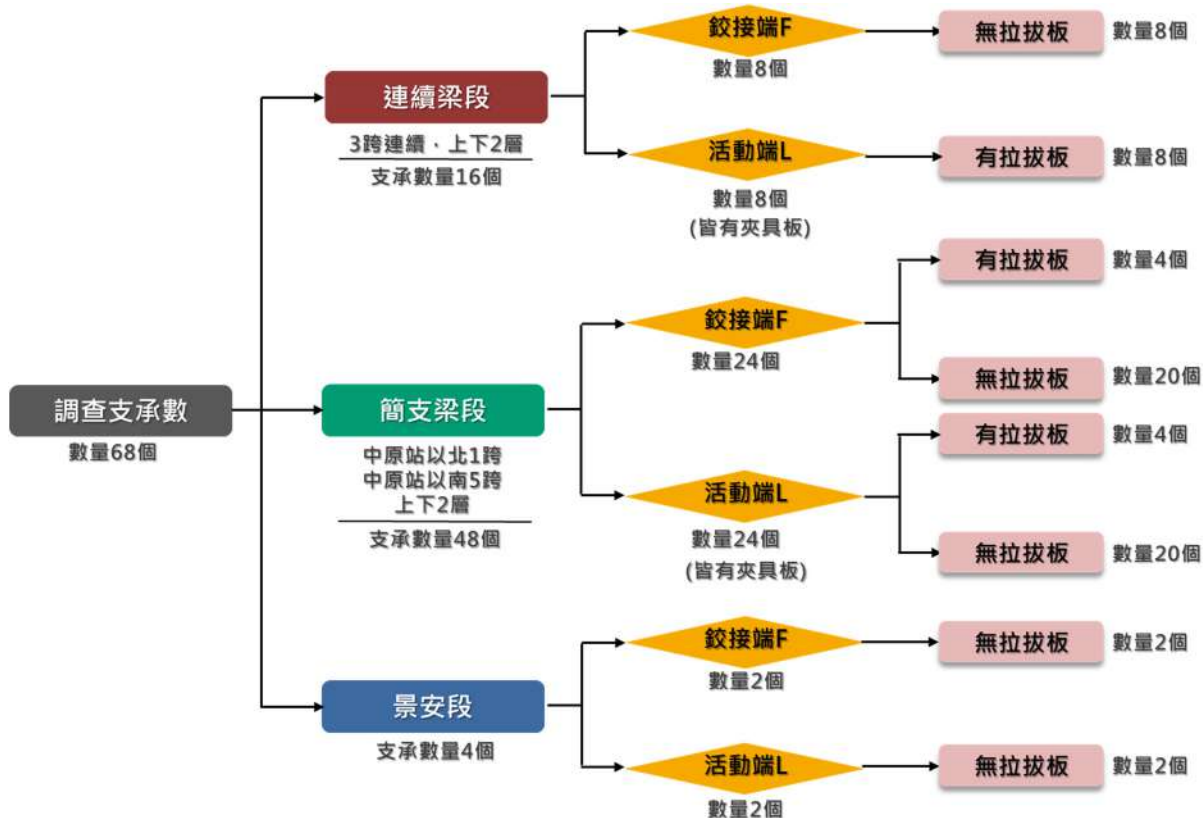 調查支承數
數量68個
連續梁段
3跨連續，上下2層
支承數量16個
鉸接端F
數量8個
無拉拔板
數量8個
活動端L
數量8個
(皆有夾具板)
有拉拔板
數量8個
簡支梁段
中原站以北1跨
中原站以南5跨
上下2層
支承數量48個
鉸接端F
數量24個
有拉拔板
數量4個
無拉拔板
數量20個
活動端L
數量24個
(皆有夾具板)
有拉拔板
數量4個
無拉拔板
數量20個
景安段
支承數量4個
鉸接端F
數量2個
無拉拔板
數量2個
活動端L
數量2個
無拉拔板
數量2個